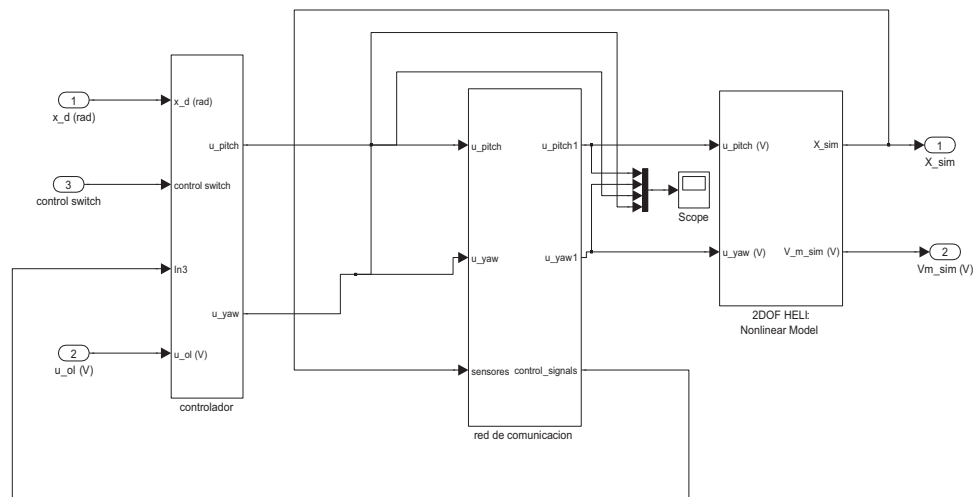 1
x_d (rad)
3
control switch
2
u_ol (V)
x_d (rad)
u_pitch
control switch
In3
u_yaw
u_ol (V)
controlador
u_pitch
u_pitch1
u_yaw
u_yaw1
sensores
control_signals
red de comunicacion
Scope
u_pitch (V)
X_sim
u_yaw (V)
V_m_sim (V)
2DOF HELI:
Nonlinear Model
1
X_sim
2
Vm_sim (V)